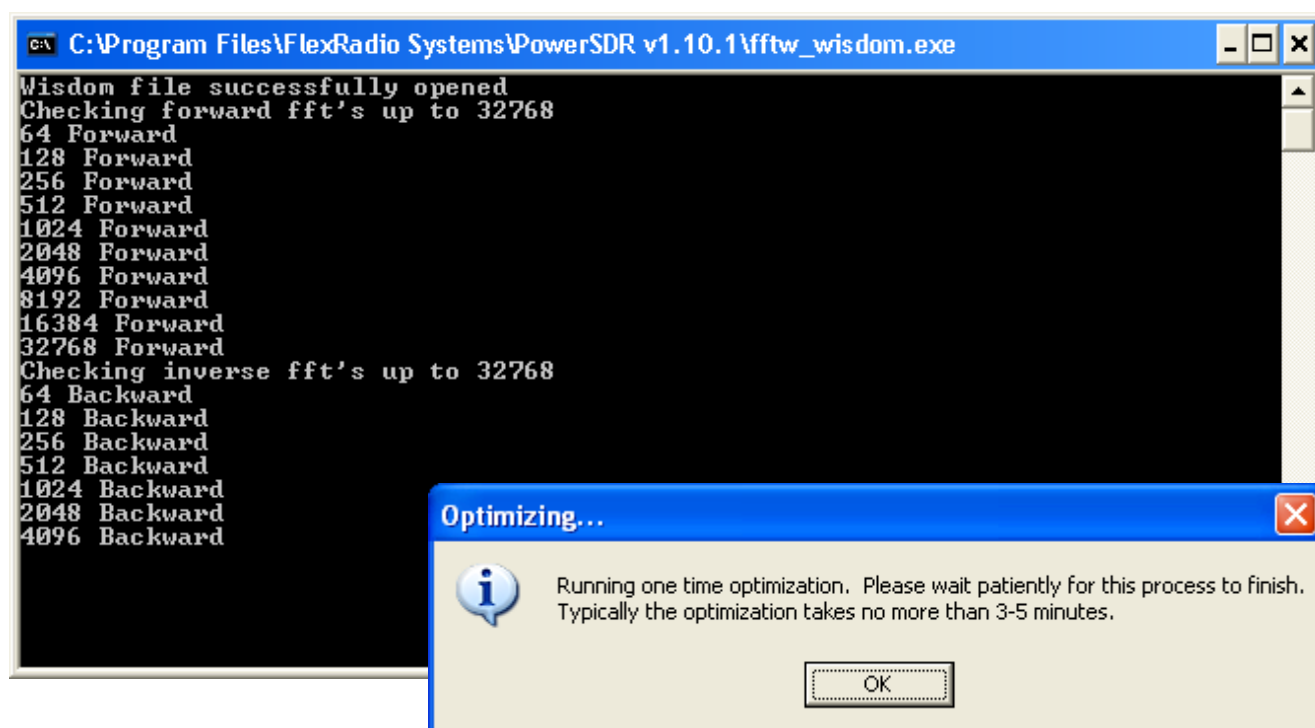 C:\Program Files\FlexRadio Systems\PowerSDR v1.10.1\fftw_wisdom.exe
Wisdom file successfully opened
Checking forward fft's up to 32768
64 Forward
128 Forward
256 Forward
512 Forward
1024 Forward
2048 Forward
4096 Forward
8192 Forward
16384 Forward
32768 Forward
Checking inverse fft's up to 32768
64 Backward
128 Backward
256 Backward
512 Backward
1024 Backward
2048 Backward
4096 Backward
Optimizing...
Running one time optimization. Please wait patiently for this process to finish.
Typically the optimization takes no more than 3-5 minutes.
OK